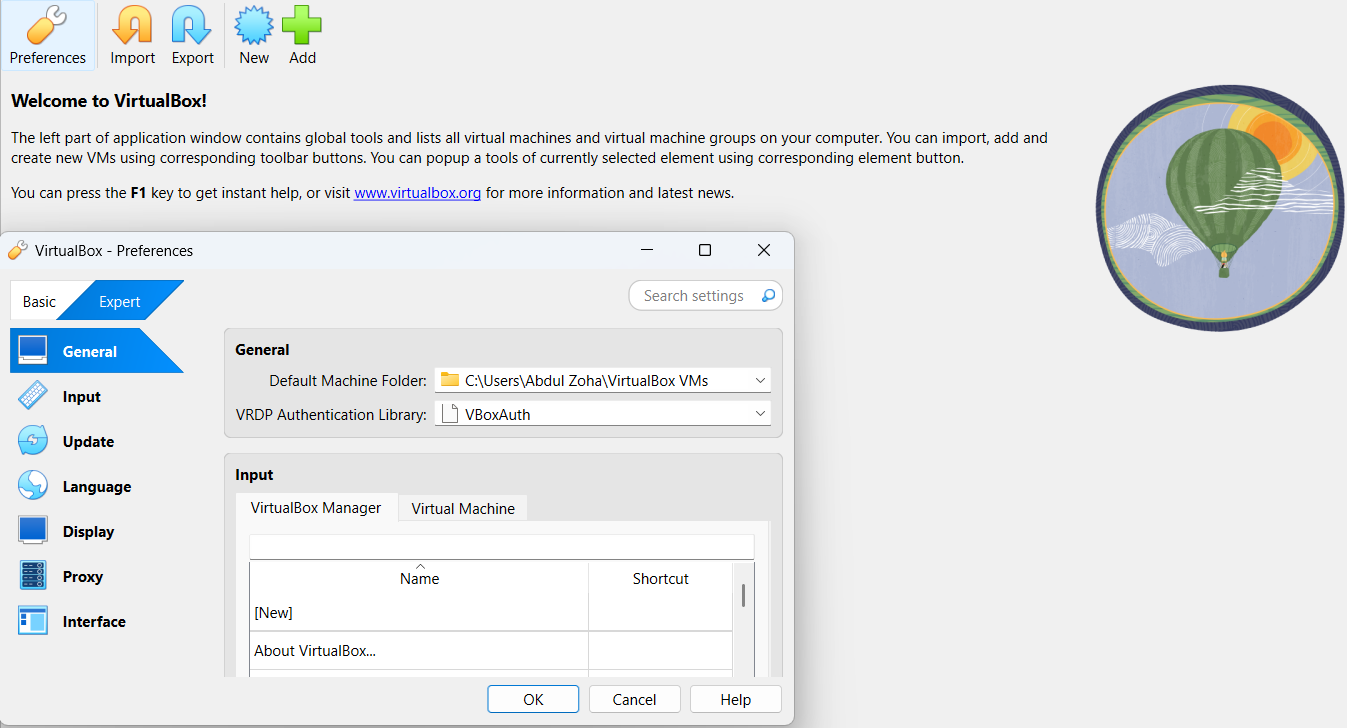 Preferences
Import
Export
New
Add
Welcome to VirtualBox!
The left part of application window contains global tools and lists all virtual machines and virtual machine groups on your computer. You can import, add and
create new VMs using corresponding toolbar buttons. You can popup a tools of currently selected element using corresponding element button.
You can press the F1 key to get instant help, or visit www.virtualbox.org for more information and latest news.
VirtualBox - Preferences
Basic
Expert
Search settings
General
Input
Update
Language
Display
Proxy
Interface
General
Default Machine Folder: C:\Users\Abdul Zoha\VirtualBox VMs
VRDP Authentication Library: VBoxAuth
Input
VirtualBox Manager
Virtual Machine
Name
Shortcut
[New]
About VirtualBox...
OK
Cancel
Help